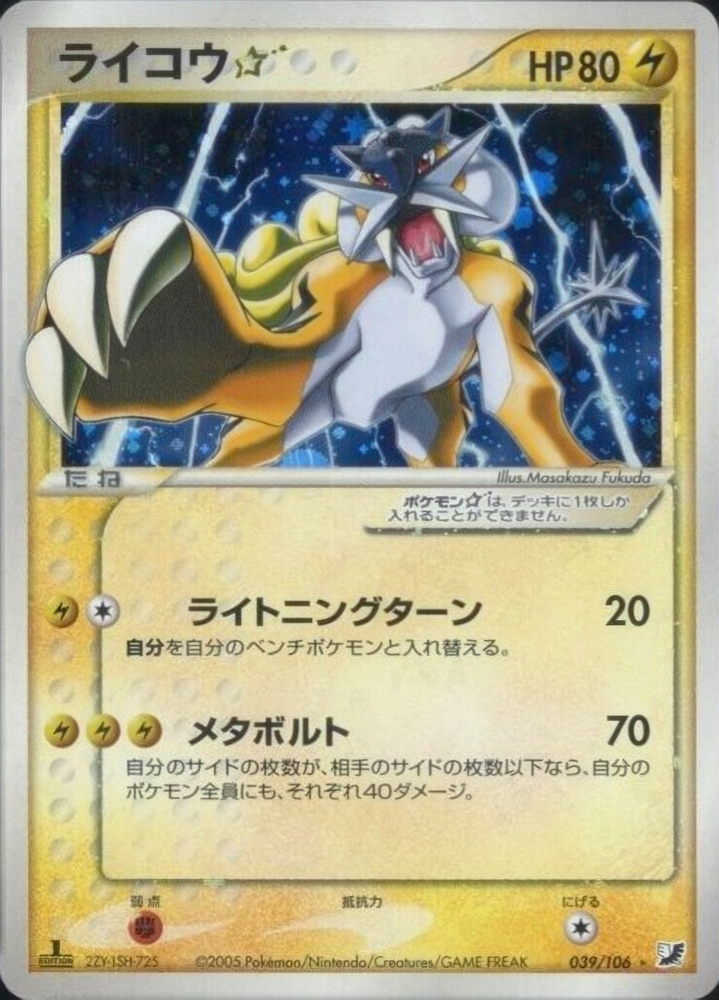 ライコウ☆
HP80
たね
Illus.Masakazu Fukuda
ポケモン☆は、デッキに1枚しか
入れることができません。
ライトニングターン 20
自分を自分のベンチポケモンと入れ替える。
メタボルト 70
自分のサイドの枚数が、相手のサイドの枚数以下なら、自分の
ポケモン全員にも、それぞれ40ダメージ。
弱点 抵抗力 にげる
1 EDITION 2ZY-LSH-725 ©2005 Pokémon/Nintendo/Creatures/GAME FREAK 039/106 ★